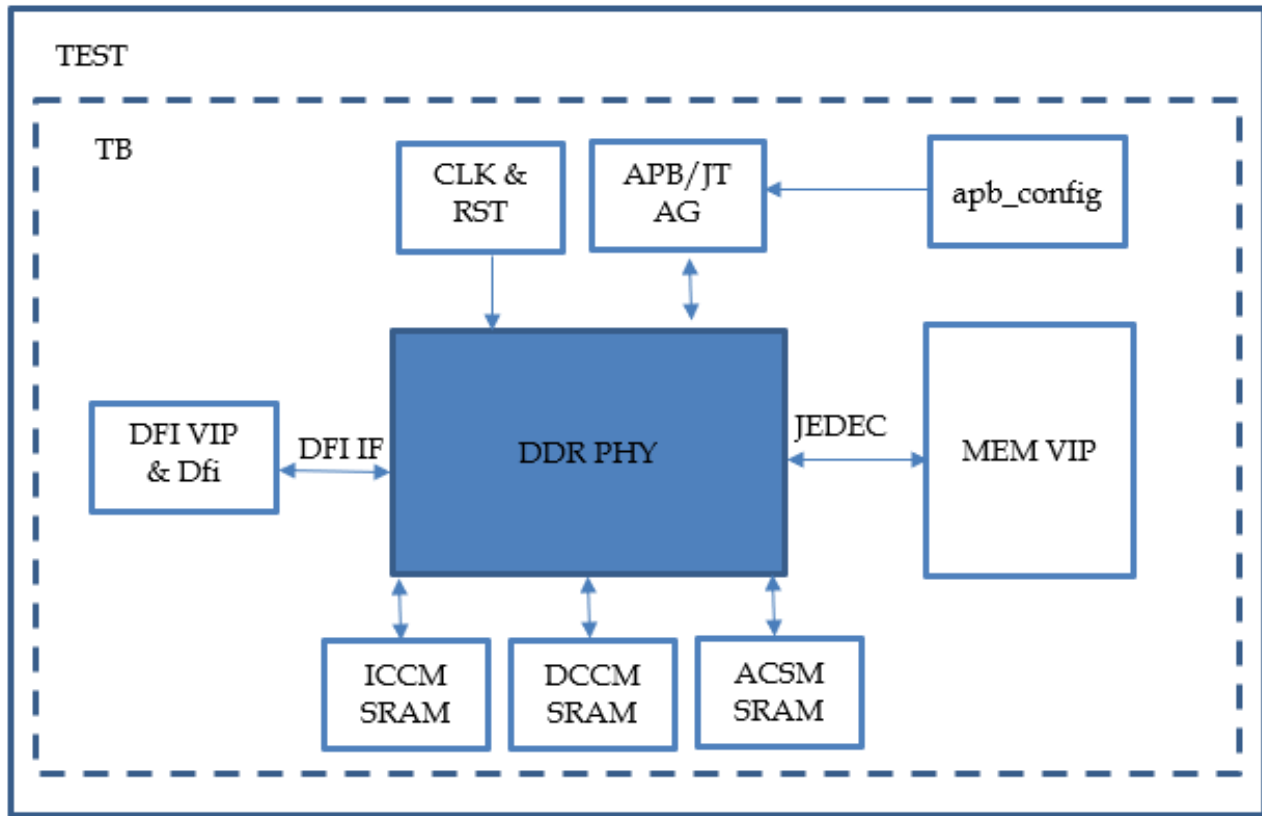 TEST
TB
CLK &
RST
APB/JT
AG
apb_config
DFI VIP
& Dfi
DFI IF
DDR PHY
JEDEC
MEM VIP
ICCM
SRAM
DCCM
SRAM
ACSM
SRAM